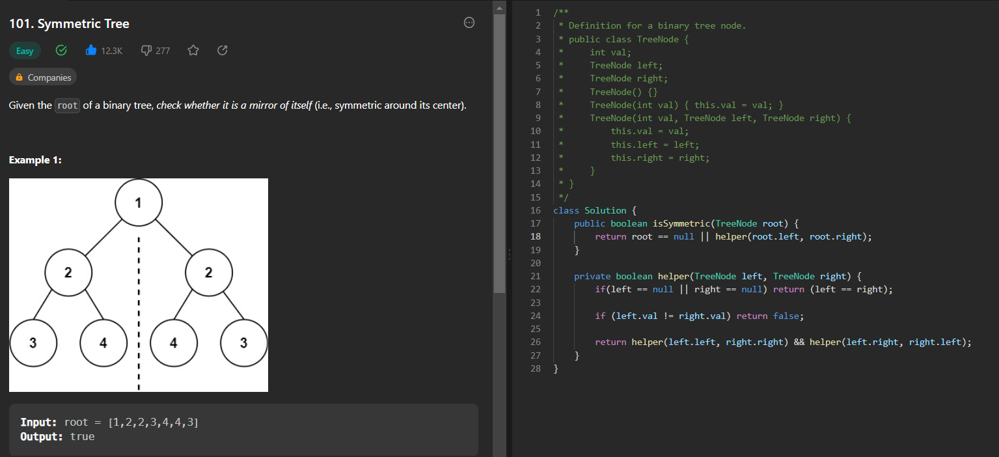 101. Symmetric Tree
Easy 12.3K 277
Companies
Given the root of a binary tree, check whether it is a mirror of itself (i.e., symmetric around its center).
Example 1:
1
2 2
3 4 4 3
Input: root = [1,2,2,3,4,4,3]
Output: true
1 /**
2 * Definition for a binary tree node.
3 * public class TreeNode {
4 *     int val;
5 *     TreeNode left;
6 *     TreeNode right;
7 *     TreeNode() {}
8 *     TreeNode(int val) { this.val = val; }
9 *     TreeNode(int val, TreeNode left, TreeNode right) {
10 *         this.val = val;
11 *         this.left = left;
12 *         this.right = right;
13 *     }
14 * }
15 */
16 class Solution {
17     public boolean isSymmetric(TreeNode root) {
18         return root == null || helper(root.left, root.right);
19     }
20
21     private boolean helper(TreeNode left, TreeNode right) {
22         if(left == null || right == null) return (left == right);
23
24         if (left.val != right.val) return false;
25
26         return helper(left.left, right.right) && helper(left.right, right.left);
27     }
28 }